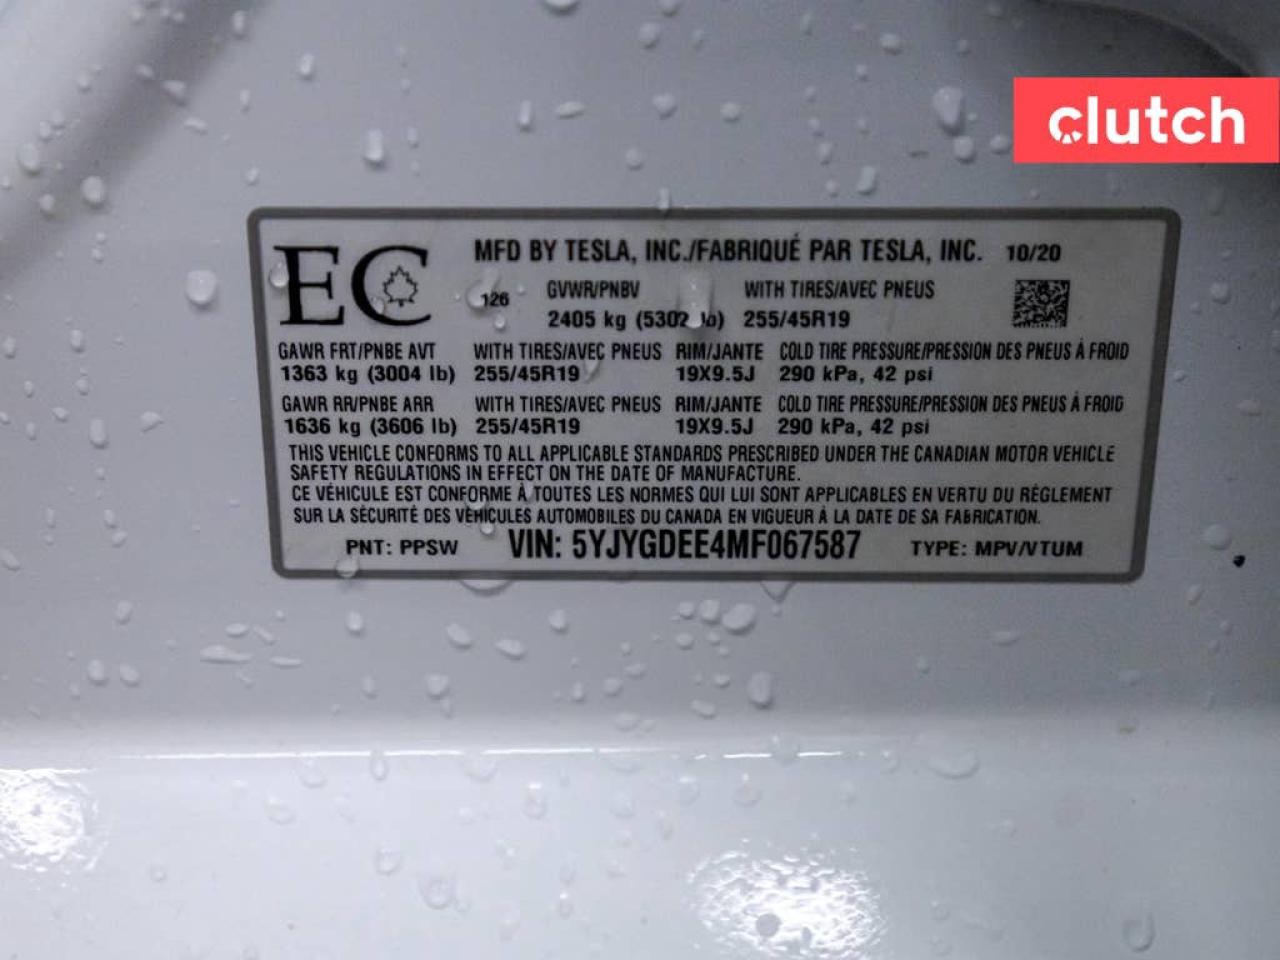 clutch
EC
MFD BY TESLA, INC./FABRIQUÉ PAR TESLA, INC. 10/20
126 GVWR/PNBV WITH TIRES/AVEC PNEUS
2405 kg (5302 lb) 255/45R19
GAWR FRT/PNBE AVT WITH TIRES/AVEC PNEUS RIM/JANTE COLD TIRE PRESSURE/PRESSION DES PNEUS À FROID
1363 kg (3004 lb) 255/45R19 19X9.5J 290 kPa, 42 psi
GAWR RR/PNBE ARR WITH TIRES/AVEC PNEUS RIM/JANTE COLD TIRE PRESSURE/PRESSION DES PNEUS À FROID
1636 kg (3606 lb) 255/45R19 19X9.5J 290 kPa, 42 psi
THIS VEHICLE CONFORMS TO ALL APPLICABLE STANDARDS PRESCRIBED UNDER THE CANADIAN MOTOR VEHICLE
SAFETY REGULATIONS IN EFFECT ON THE DATE OF MANUFACTURE.
CE VÉHICULE EST CONFORME À TOUTES LES NORMES QUI LUI SONT APPLICABLES EN VERTU DU RÈGLEMENT
SUR LA SÉCURITÉ DES VÉHICULES AUTOMOBILES DU CANADA EN VIGUEUR À LA DATE DE SA FABRICATION.
PNT: PPSW VIN: 5YJYGDEE4MF067587 TYPE: MPV/VTUM